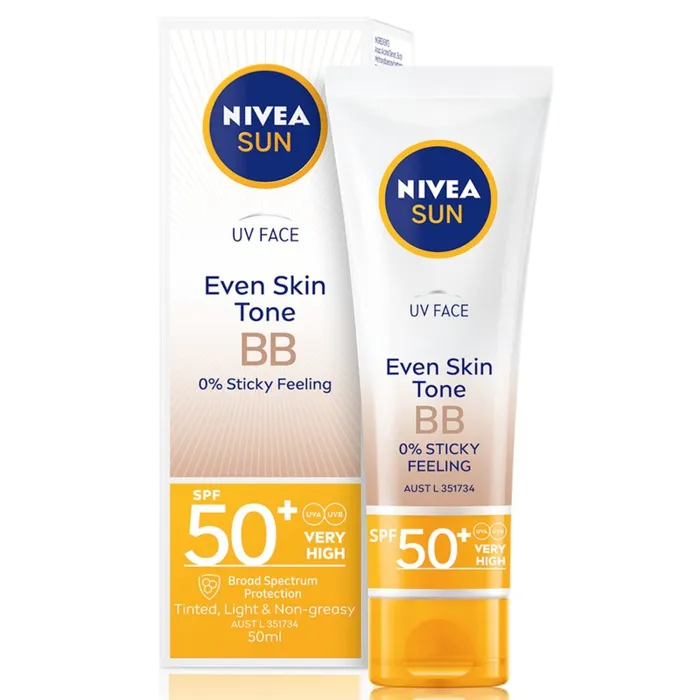 NIVEA
SUN
UV FACE
Even Skin
Tone
BB
0% Sticky Feeling
SPF
50+
UVA UVB
VERY
HIGH
Broad Spectrum
Protection
Tinted, Light & Non-greasy
AUST L 351734
50ml
NIVEA
SUN
UV FACE
Even Skin
Tone
BB
0% STICKY
FEELING
AUST L 351734
SPF 50+
UVA UVB
VERY
HIGH